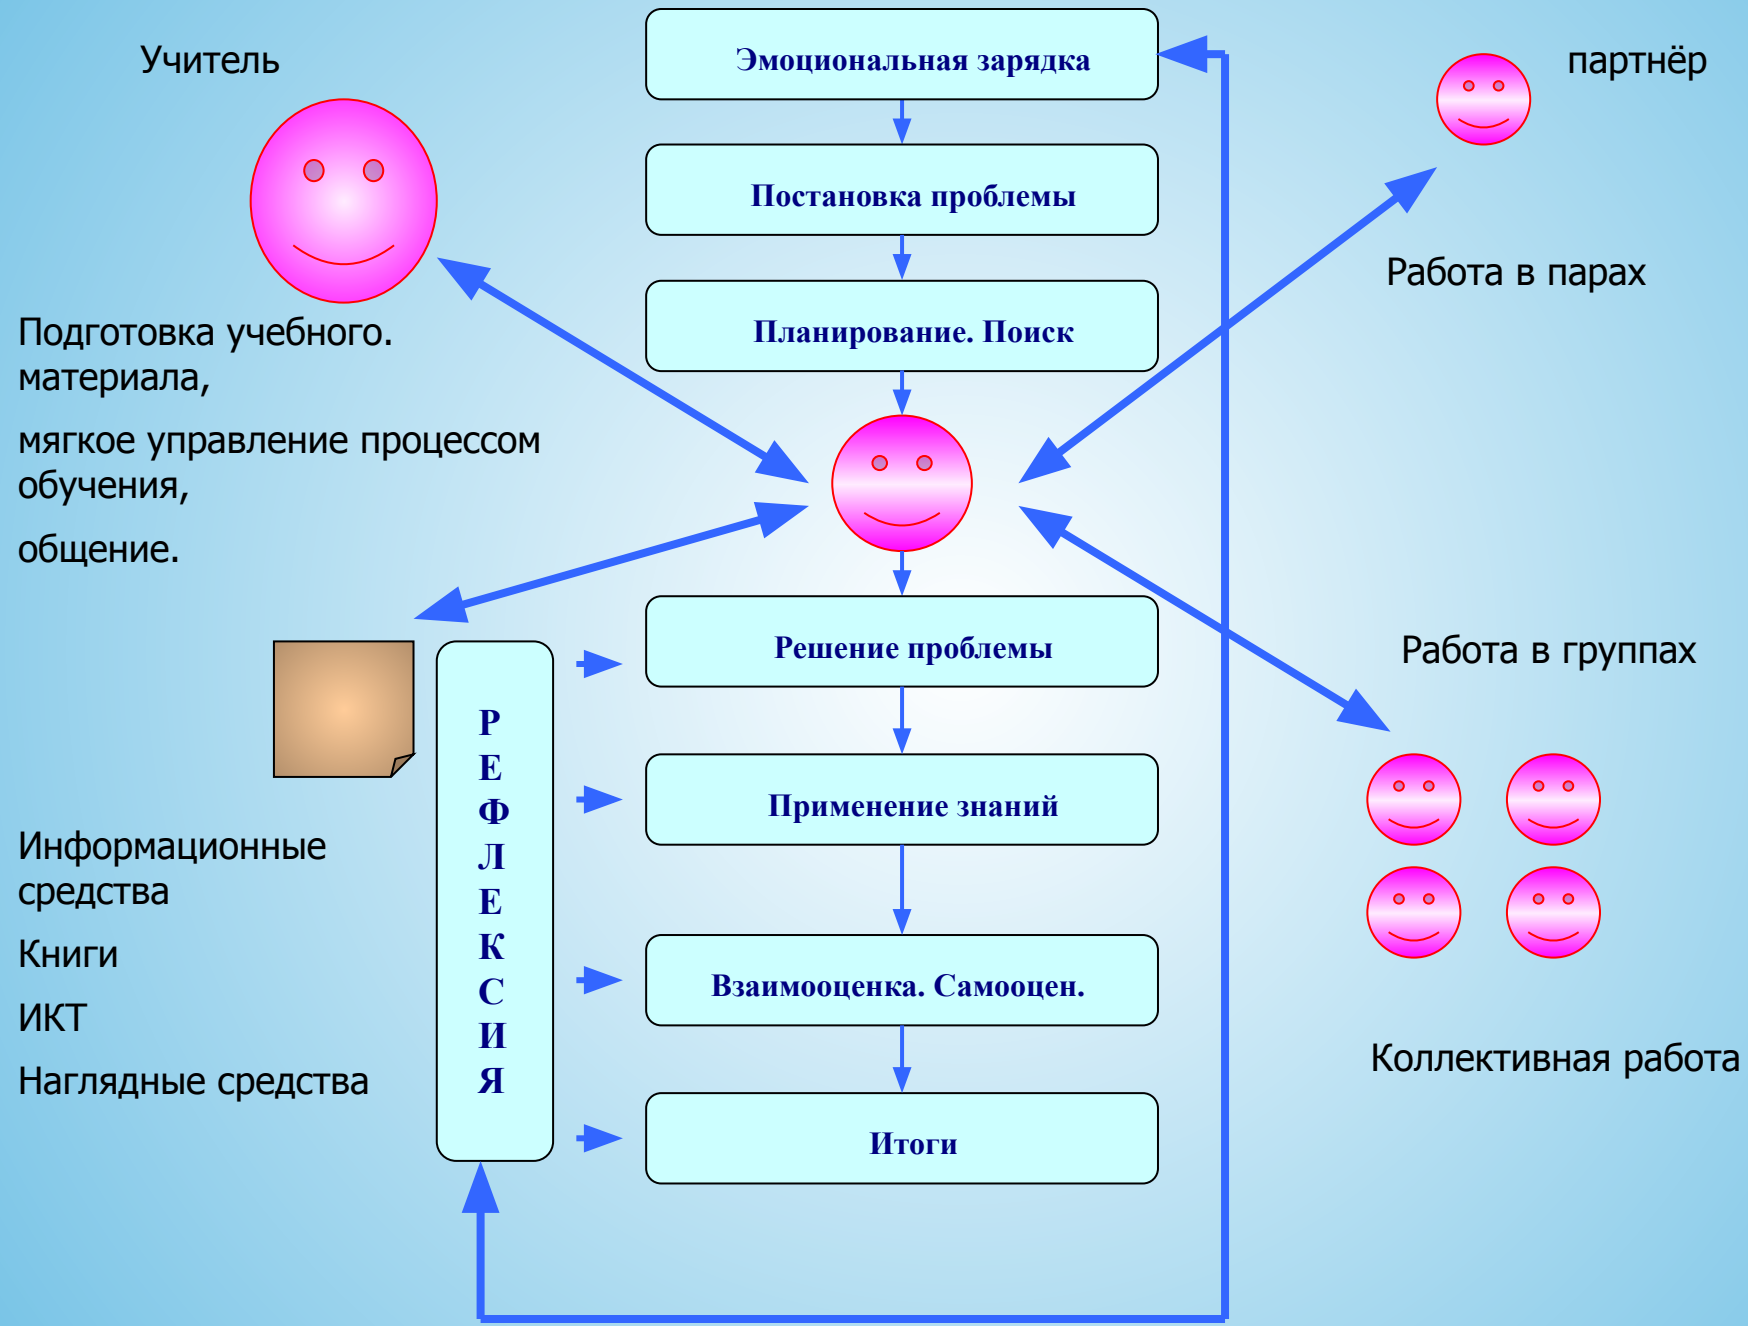 Учитель
Эмоциональная зарядка
партнёр
Постановка проблемы
Работа в парах
Планирование. Поиск
Подготовка учебного.
материала,
мягкое управление процессом
обучения,
общение.
Решение проблемы
Работа в группах
Р
Е
Ф
Л
Е
К
С
И
Я
Применение знаний
Информационные
средства
Книги
ИКТ
Наглядные средства
Взаимооценка. Самооцен.
Коллективная работа
Итоги